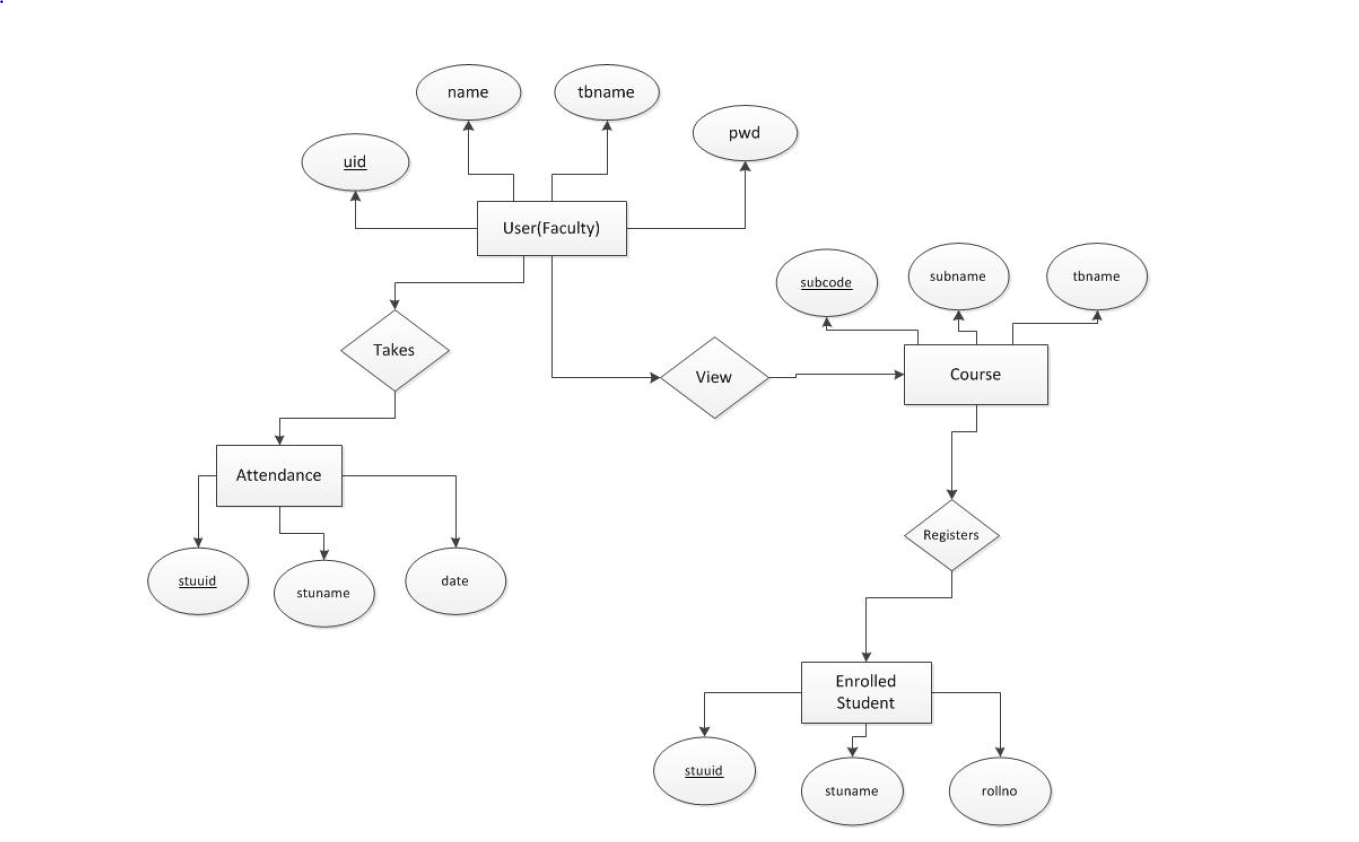 name
tbname
pwd
uid
User(Faculty)
subcode
subname
tbname
Takes
View
Course
Attendance
Registers
stuuid
stuname
date
Enrolled
Student
stuuid
stuname
rollno